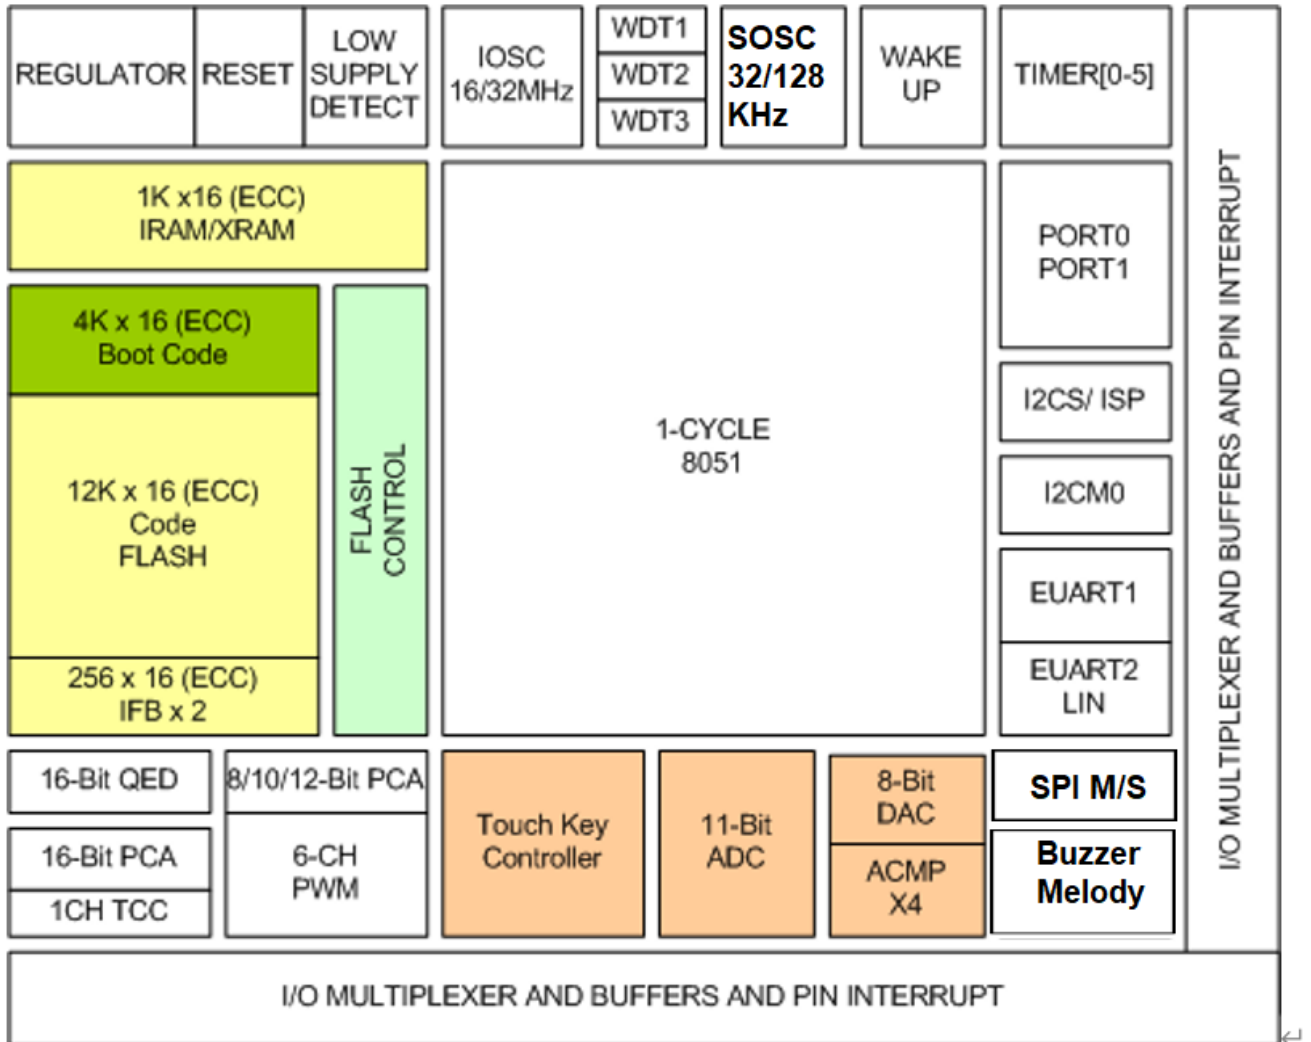 REGULATOR
RESET
LOW
SUPPLY
DETECT
IOSC
16/32MHz
WDT1
WDT2
WDT3
SOSC
32/128
KHz
WAKE
UP
TIMER[0-5]
1K x16 (ECC)
IRAM/XRAM
4K x 16 (ECC)
Boot Code
12K x 16 (ECC)
Code
FLASH
256 x 16 (ECC)
IFB x 2
FLASH
CONTROL
1-CYCLE
8051
PORT0
PORT1
I2CS/ ISP
I2CM0
EUART1
EUART2
LIN
I/O MULTIPLEXER AND BUFFERS AND PIN INTERRUPT
16-Bit QED
16-Bit PCA
1CH TCC
8/10/12-Bit PCA
6-CH
PWM
Touch Key
Controller
11-Bit
ADC
8-Bit
DAC
ACMP
X4
SPI M/S
Buzzer
Melody
I/O MULTIPLEXER AND BUFFERS AND PIN INTERRUPT